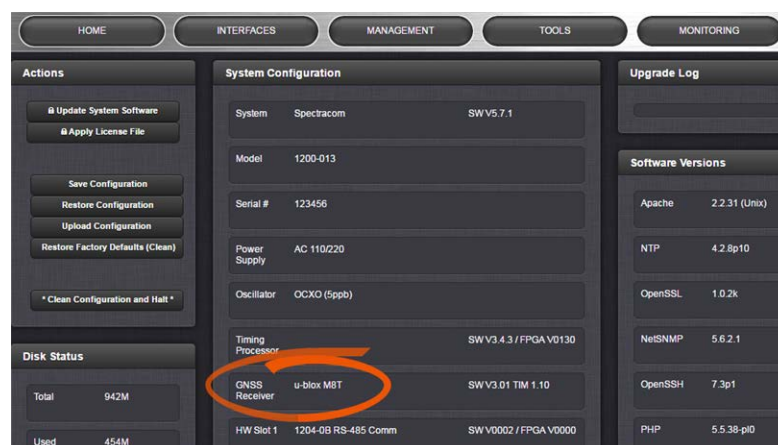 HOME
INTERFACES
MANAGEMENT
TOOLS
MONITORING
Actions
Update System Software
Apply License File
Save Configuration
Restore Configuration
Upload Configuration
Restore Factory Defaults (Clean)
* Clean Configuration and Halt *
Disk Status
Total 942M
Used 454M
System Configuration
System Spectracom SW V5.7.1
Model 1200-013
Serial # 123456
Power
Supply AC 110/220
Oscillator OCXO (5ppb)
Timing
Processor SW V3.4.3 / FPGA V0130
GNSS
Receiver u-blox M8T SW V3.01 TIM 1.10
HW Slot 1 1204-0B RS-485 Comm SW V0002 / FPGA V0000
Upgrade Log
Software Versions
Apache 2.2.31 (Unix)
NTP 4.2.8p10
OpenSSL 1.0.2k
NetSNMP 5.6.2.1
OpenSSH 7.3p1
PHP 5.5.38-pl0